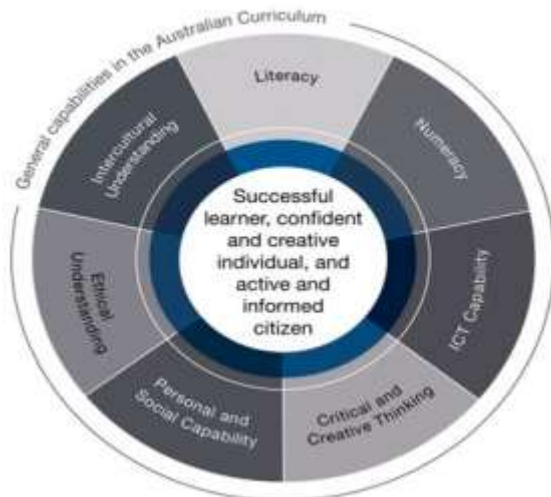 General capabilities in the Australian Curriculum
Literacy
Numeracy
ICT Capability
Critical and
Creative Thinking
Personal and
Social Capability
Ethical
Understanding
Intercultural
Understanding
Successful
learner, confident
and creative
individual, and
active and
informed
citizen